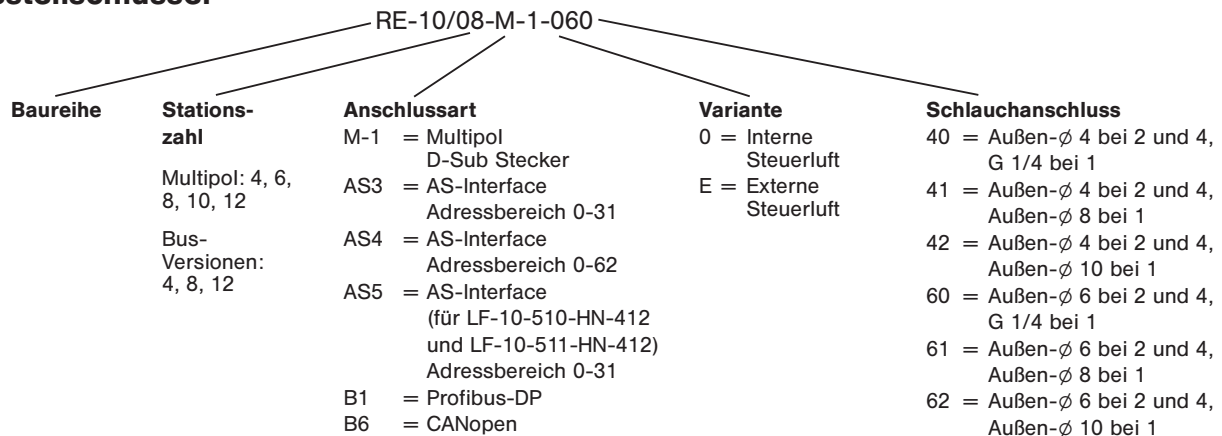 RE-10/08-M-1-060
Baureihe
Stations-
zahl
Multipol: 4, 6,
8, 10, 12
Bus-
Versionen:
4, 8, 12
Anschlussart
M-1 = Multipol
D-Sub Stecker
AS3 = AS-Interface
Adressbereich 0-31
AS4 = AS-Interface
Adressbereich 0-62
AS5 = AS-Interface
(für LF-10-510-HN-412
und LF-10-511-HN-412)
Adressbereich 0-31
B1 = Profibus-DP
B6 = CANopen
Variante
0 = Interne
Steuerluft
E = Externe
Steuerluft
Schlauchanschluss
40 = Außen-∅ 4 bei 2 und 4,
G 1/4 bei 1
41 = Außen-∅ 4 bei 2 und 4,
Außen-∅ 8 bei 1
42 = Außen-∅ 4 bei 2 und 4,
Außen-∅ 10 bei 1
60 = Außen-∅ 6 bei 2 und 4,
G 1/4 bei 1
61 = Außen-∅ 6 bei 2 und 4,
Außen-∅ 8 bei 1
62 = Außen-∅ 6 bei 2 und 4,
Außen-∅ 10 bei 1